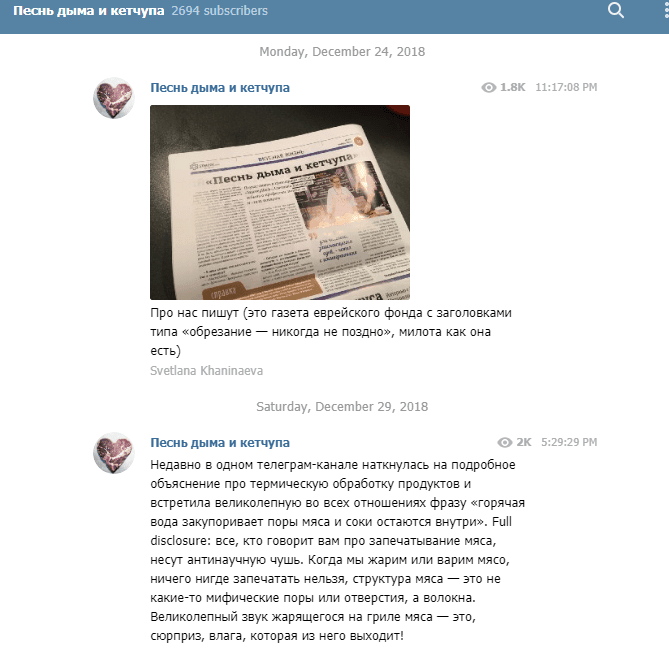 Песнь дыма и кетчупа 2694 subscribers
Monday, December 24, 2018
Песнь дыма и кетчупа 1.8K 11:17:08 PM
ВКУСНАЯ ЖИЗНЬ
«Песнь дыма и кетчупа»
справка
Про нас пишут (это газета еврейского фонда с заголовками
типа «обрезание — никогда не поздно», милота как она
есть)
Svetlana Khaninaeva
Saturday, December 29, 2018
Песнь дыма и кетчупа 2K 5:29:29 PM
Недавно в одном телеграм-канале наткнулась на подробное
объяснение про термическую обработку продуктов и
встретила великолепную во всех отношениях фразу «горячая
вода закупоривает поры мяса и соки остаются внутри». Full
disclosure: все, кто говорит вам про запечатывание мяса,
несут антинаучную чушь. Когда мы жарим или варим мясо,
ничего нигде запечатать нельзя, структура мяса — это не
какие-то мифические поры или отверстия, а волокна.
Великолепный звук жарящегося на гриле мяса — это,
сюрприз, влага, которая из него выходит!